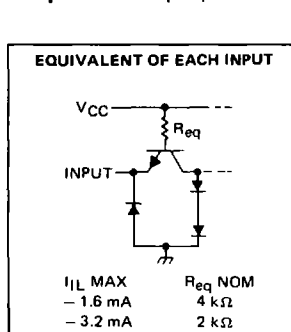 EQUIVALENT OF EACH INPUT
VCC
Req
INPUT
IIL MAX Req NOM
– 1.6 mA 4 kΩ
– 3.2 mA 2 kΩ